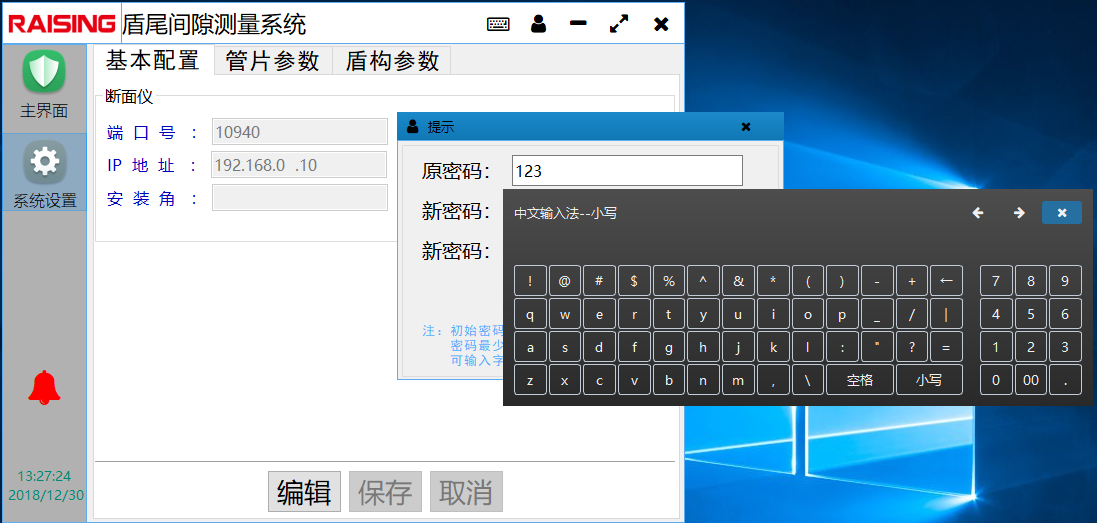 RAISING 盾尾间隙测量系统
主界面
系统设置
13:27:24
2018/12/30
基本配置 管片参数 盾构参数
断面仪
端口号： 10940
IP地址： 192.168.0 .10
安装角：
提示
原密码： 123
新密码：
新密码：
注：初始密码
密码最少
可输入字
中文输入法--小写
! @ # $ % ^ & * ( ) - + ← 7 8 9
q w e r t y u i o p _ / | 4 5 6
a s d f g h j k l : " ? = 1 2 3
z x c v b n m , \ 空格 小写 0 00 .
编辑 保存 取消